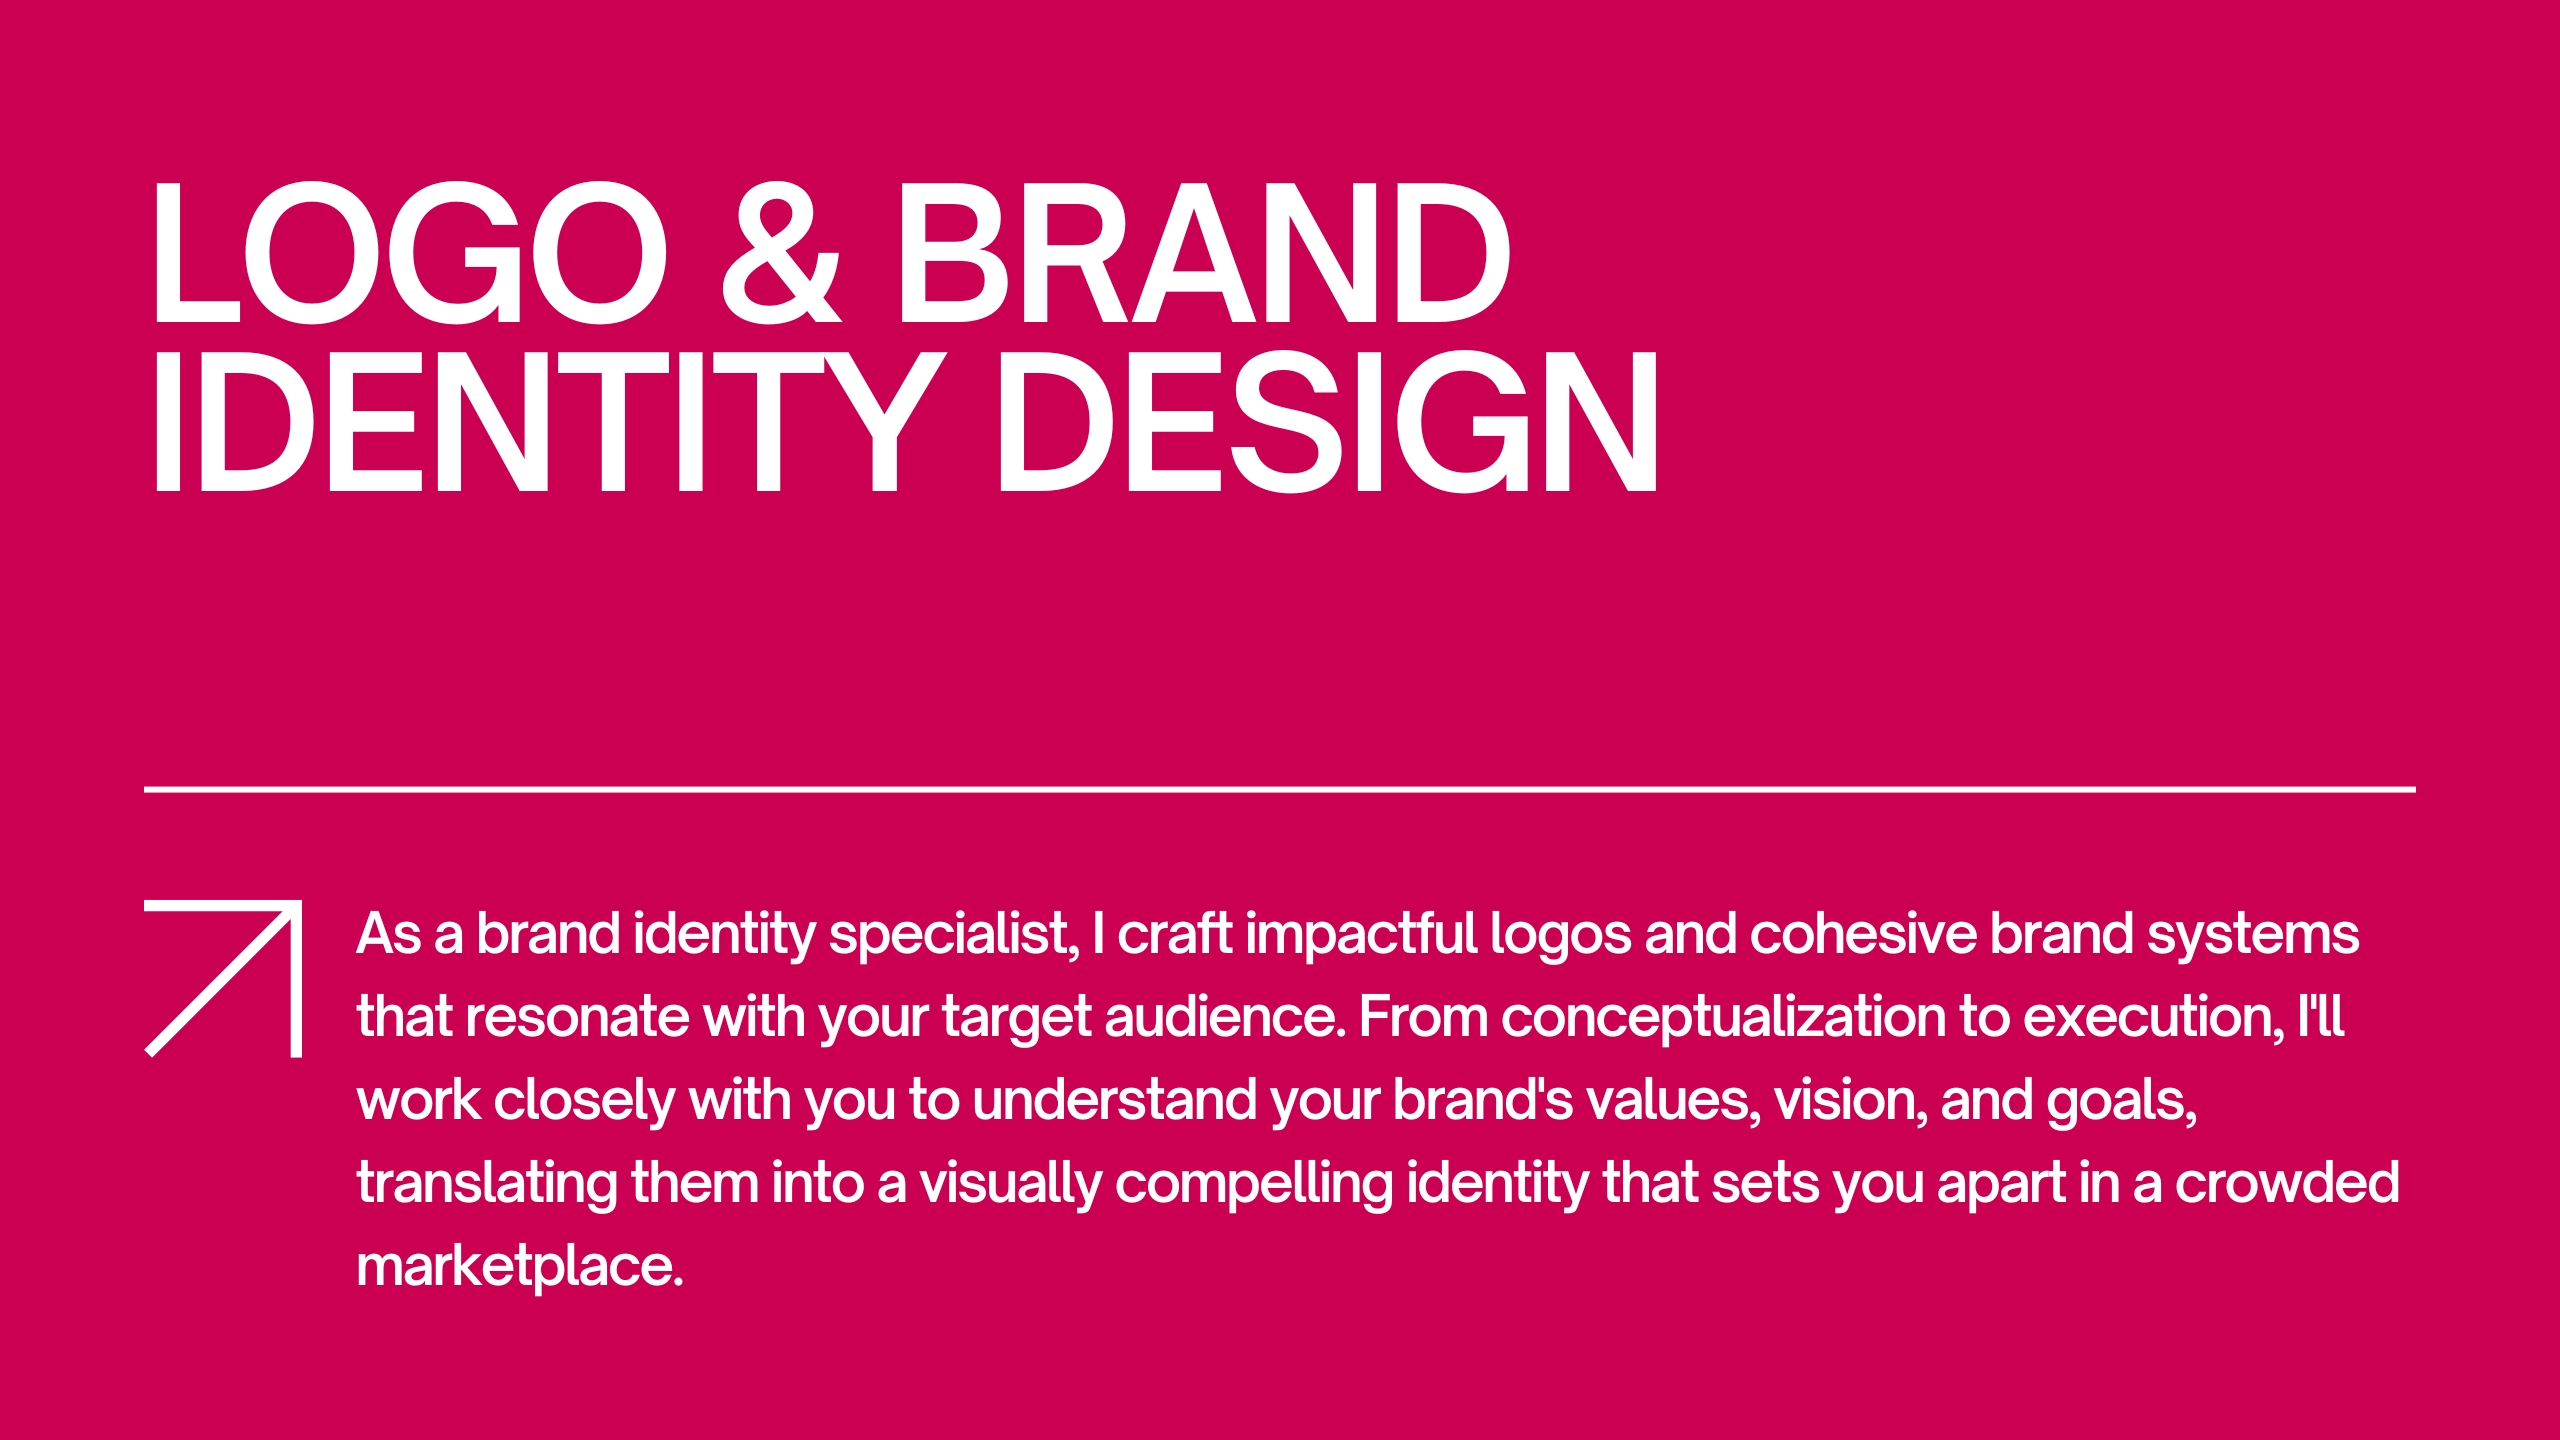 LOGO & BRAND
IDENTITY DESIGN
As a brand identity specialist, I craft impactful logos and cohesive brand systems
that resonate with your target audience. From conceptualization to execution, I'll
work closely with you to understand your brand's values, vision, and goals,
translating them into a visually compelling identity that sets you apart in a crowded
marketplace.